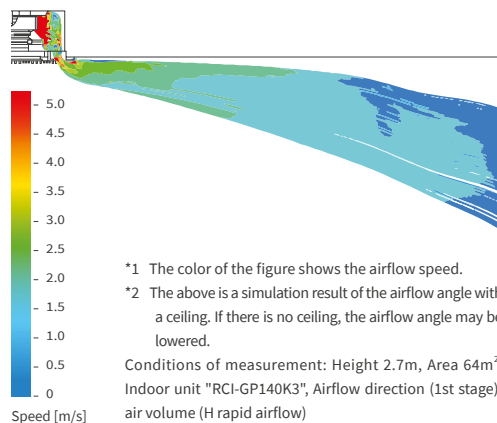 5.0
4.0
3.5
3.0
2.5
2.0
1.5
1.0
0.5
0
Speed [m/s]
*1 The color of the figure shows the airflow speed.
*2 The above is a simulation result of the airflow angle with
a ceiling. If there is no ceiling, the airflow angle may be
lowered.
Conditions of measurement: Height 2.7m, Area 64m²
Indoor unit "RCI-GP140K3", Airflow direction (1st stage)
air volume (H rapid airflow)